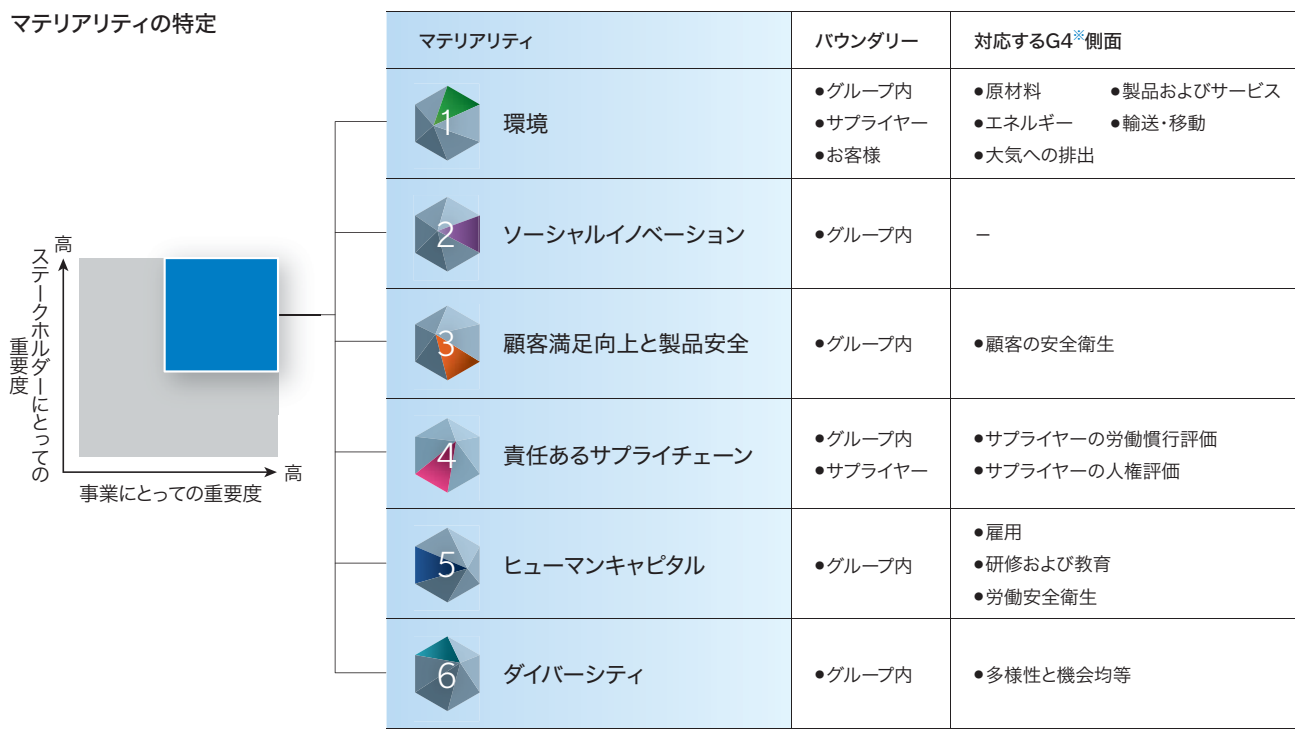 マテリアリティの特定
高
ステークホルダーにとっての
重要度
高
事業にとっての重要度
マテリアリティ バウンダリー 対応するG4※側面
1 環境
●グループ内
●サプライヤー
●お客様
●原材料 ●製品およびサービス
●エネルギー ●輸送・移動
●大気への排出
2 ソーシャルイノベーション ●グループ内 －
3 顧客満足向上と製品安全 ●グループ内 ●顧客の安全衛生
4 責任あるサプライチェーン
●グループ内
●サプライヤー
●サプライヤーの労働慣行評価
●サプライヤーの人権評価
5 ヒューマンキャピタル ●グループ内
●雇用
●研修および教育
●労働安全衛生
6 ダイバーシティ ●グループ内 ●多様性と機会均等